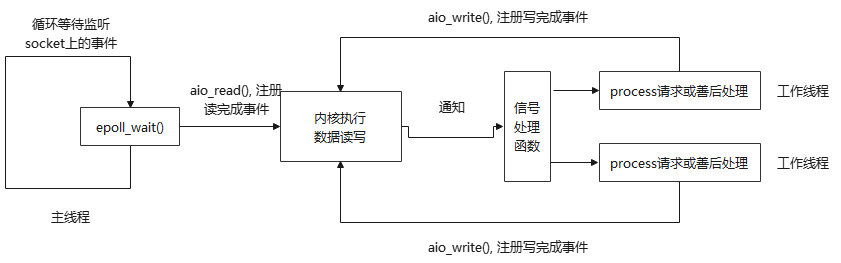 aio_write(), 注册写完成事件
循环等待监听
socket上的事件
aio_read(), 注册
读完成事件
epoll_wait()
内核执行
数据读写
通知
信号
处理
函数
process请求或善后处理
工作线程
process请求或善后处理
工作线程
主线程
aio_write(), 注册写完成事件